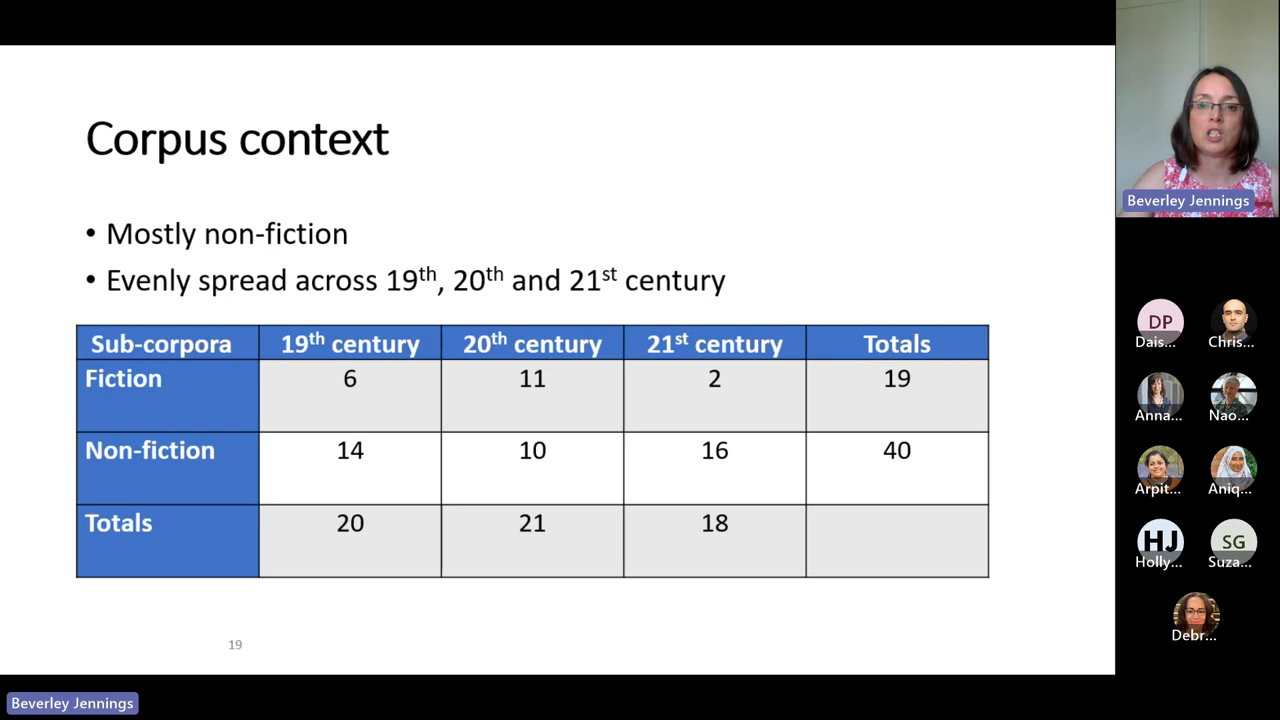 Corpus context
• Mostly non-fiction
• Evenly spread across 19th, 20th and 21st century
Sub-corpora 19th century 20th century 21st century Totals
Fiction 6 11 2 19
Non-fiction 14 10 16 40
Totals 20 21 18
19
Beverley Jennings
Beverley Jennings
DP
Dais... Chris...
Anna... Nao...
Arpit... Aniq...
HJ SG
Holly... Suza...
Debr...